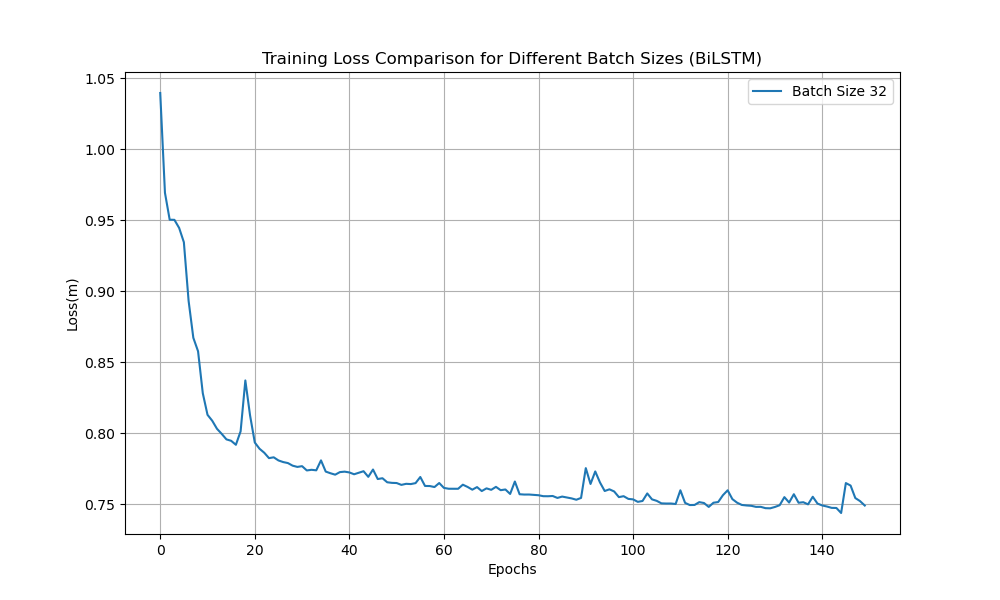 Training Loss Comparison for Different Batch Sizes (BiLSTM)
Batch Size 32
Loss(m)
1.05
1.00
0.95
0.90
0.85
0.80
0.75
0 20 40 60 80 100 120 140
Epochs